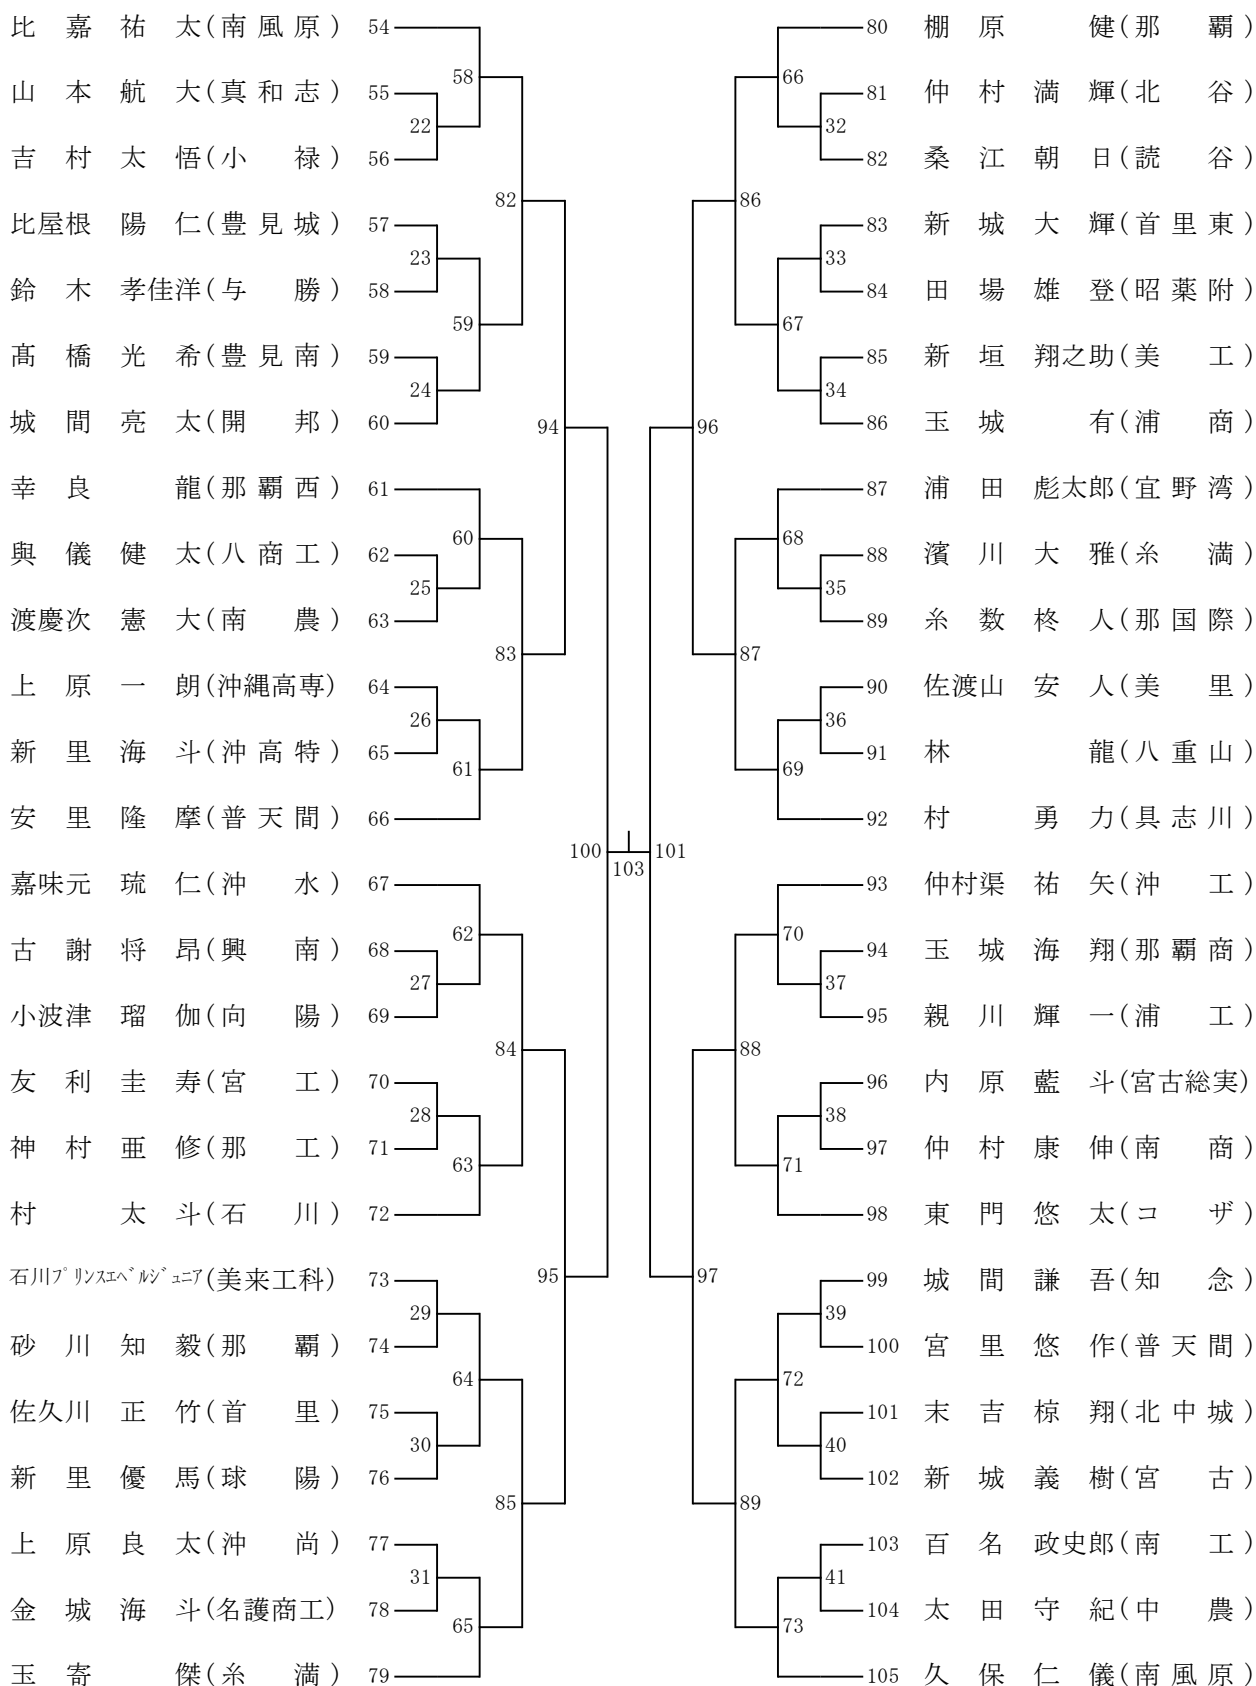 比嘉祐太(南風原) 54
山本航大(真和志) 55
吉村太悟(小禄) 56
比屋根陽仁(豊見城) 57
鈴木孝佳洋(与勝) 58
髙橋光希(豊見南) 59
城間亮太(開邦) 60
幸良龍(那覇西) 61
與儀健太(八商工) 62
渡慶次憲大(南農) 63
上原一朗(沖縄高専) 64
新里海斗(沖高特) 65
安里隆摩(普天間) 66
嘉味元琉仁(沖水) 67
古謝将昂(興南) 68
小波津瑠伽(向陽) 69
友利圭寿(宮工) 70
神村亜修(那工) 71
村太斗(石川) 72
石川プリンスエベルジュニア(美来工科) 73
砂川知毅(那覇) 74
佐久川正竹(首里) 75
新里優馬(球陽) 76
上原良太(沖尚) 77
金城海斗(名護商工) 78
玉寄傑(糸満) 79
22
23
24
25
26
27
28
29
30
31
58
59
60
61
62
63
64
65
82
83
84
85
94
95
100
103
101
96
97
86
87
88
89
66
67
68
69
70
71
72
73
32
33
34
35
36
37
38
39
40
41
80 棚原健(那覇)
81 仲村満輝(北谷)
82 桑江朝日(読谷)
83 新城大輝(首里東)
84 田場雄登(昭薬附)
85 新垣翔之助(美工)
86 玉城有(浦商)
87 浦田彪太郎(宜野湾)
88 濱川大雅(糸満)
89 糸数柊人(那国際)
90 佐渡山安人(美里)
91 林龍(八重山)
92 村勇力(具志川)
93 仲村渠祐矢(沖工)
94 玉城海翔(那覇商)
95 親川輝一(浦工)
96 内原藍斗(宮古総実)
97 仲村康伸(南商)
98 東門悠太(コザ)
99 城間謙吾(知念)
100 宮里悠作(普天間)
101 末吉椋翔(北中城)
102 新城義樹(宮古)
103 百名政史郎(南工)
104 太田守紀(中農)
105 久保仁儀(南風原)